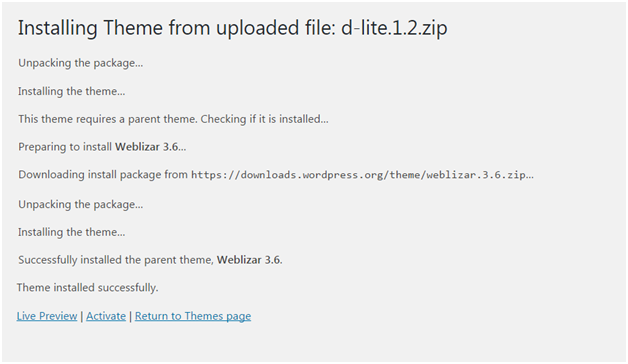 Installing Theme from uploaded file: d-lite.1.2.zip
Unpacking the package...
Installing the theme...
This theme requires a parent theme. Checking if it is installed...
Preparing to install Weblizar 3.6...
Downloading install package from https://downloads.wordpress.org/theme/weblizar.3.6.zip...
Unpacking the package...
Installing the theme...
Successfully installed the parent theme, Weblizar 3.6.
Theme installed successfully.
Live Preview | Activate | Return to Themes page